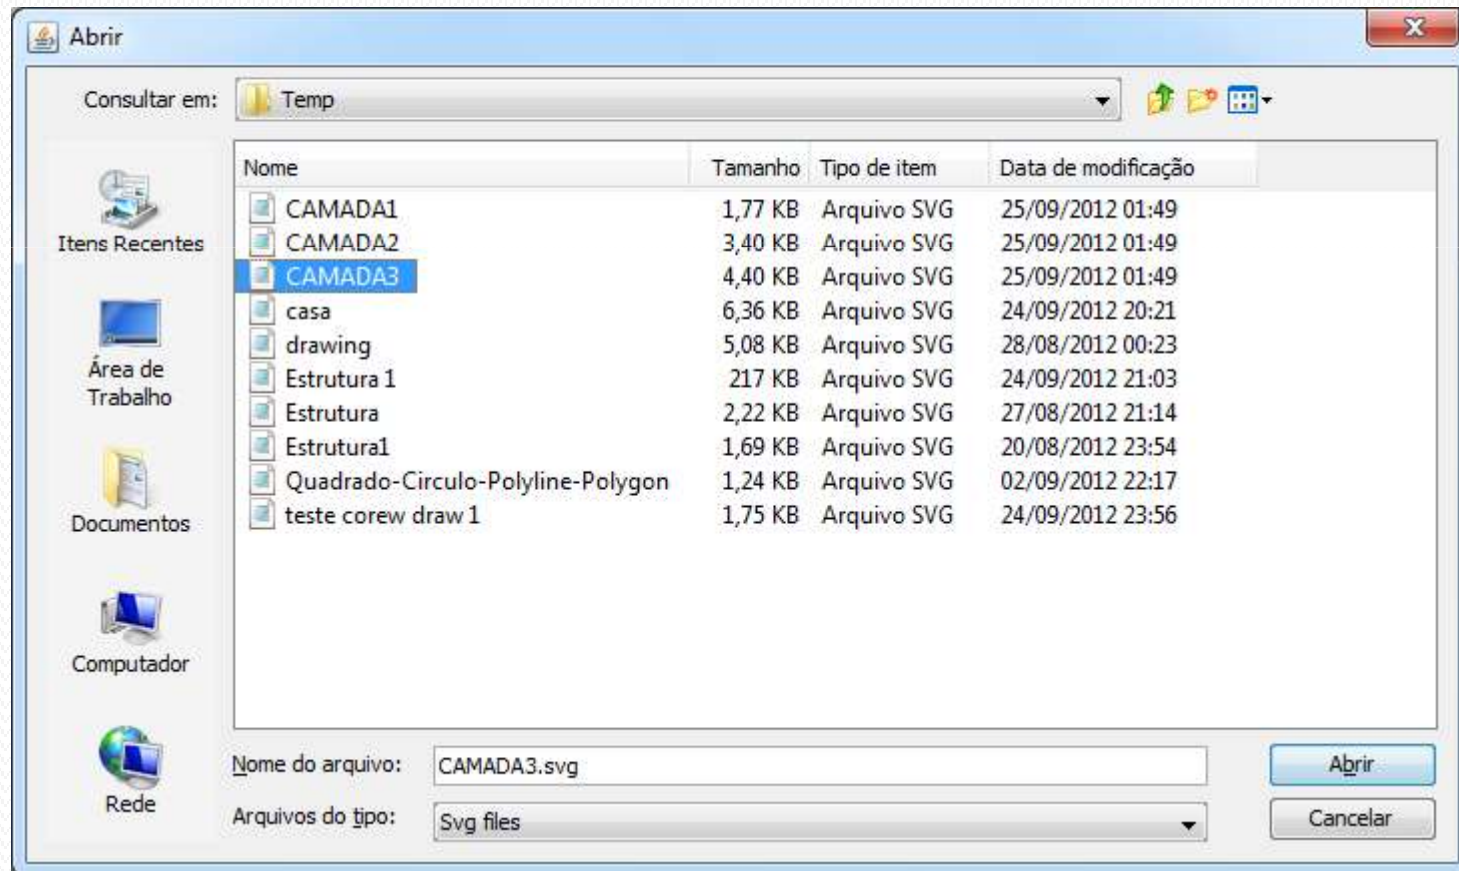 Abrir
Consultar em: Temp
Nome Tamanho Tipo de item Data de modificação
CAMADA1 1,77 KB Arquivo SVG 25/09/2012 01:49
CAMADA2 3,40 KB Arquivo SVG 25/09/2012 01:49
CAMADA3 4,40 KB Arquivo SVG 25/09/2012 01:49
casa 6,36 KB Arquivo SVG 24/09/2012 20:21
drawing 5,08 KB Arquivo SVG 28/08/2012 00:23
Estrutura 1 217 KB Arquivo SVG 24/09/2012 21:03
Estrutura 2,22 KB Arquivo SVG 27/08/2012 21:14
Estrutura1 1,69 KB Arquivo SVG 20/08/2012 23:54
Quadrado-Circulo-Polyline-Polygon 1,24 KB Arquivo SVG 02/09/2012 22:17
teste corew draw 1 1,75 KB Arquivo SVG 24/09/2012 23:56
Itens Recentes
Área de
Trabalho
Documentos
Computador
Rede
Nome do arquivo: CAMADA3.svg Abrir
Arquivos do tipo: Svg files Cancelar